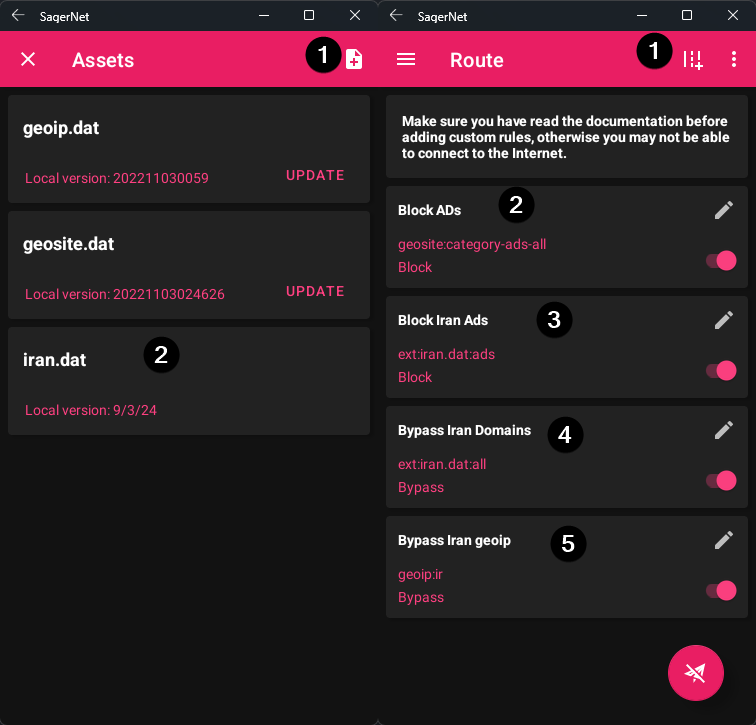 SagerNet
Assets
1
geoip.dat
Local version: 202211030059
UPDATE
geosite.dat
Local version: 20221103024626
UPDATE
iran.dat
2
Local version: 9/3/24
SagerNet
Route
1
Make sure you have read the documentation before
adding custom rules, otherwise you may not be able
to connect to the Internet.
Block ADs
2
geosite:category-ads-all
Block
Block Iran Ads
3
ext:iran.dat:ads
Block
Bypass Iran Domains
4
ext:iran.dat:all
Bypass
Bypass Iran geoip
5
geoip:ir
Bypass